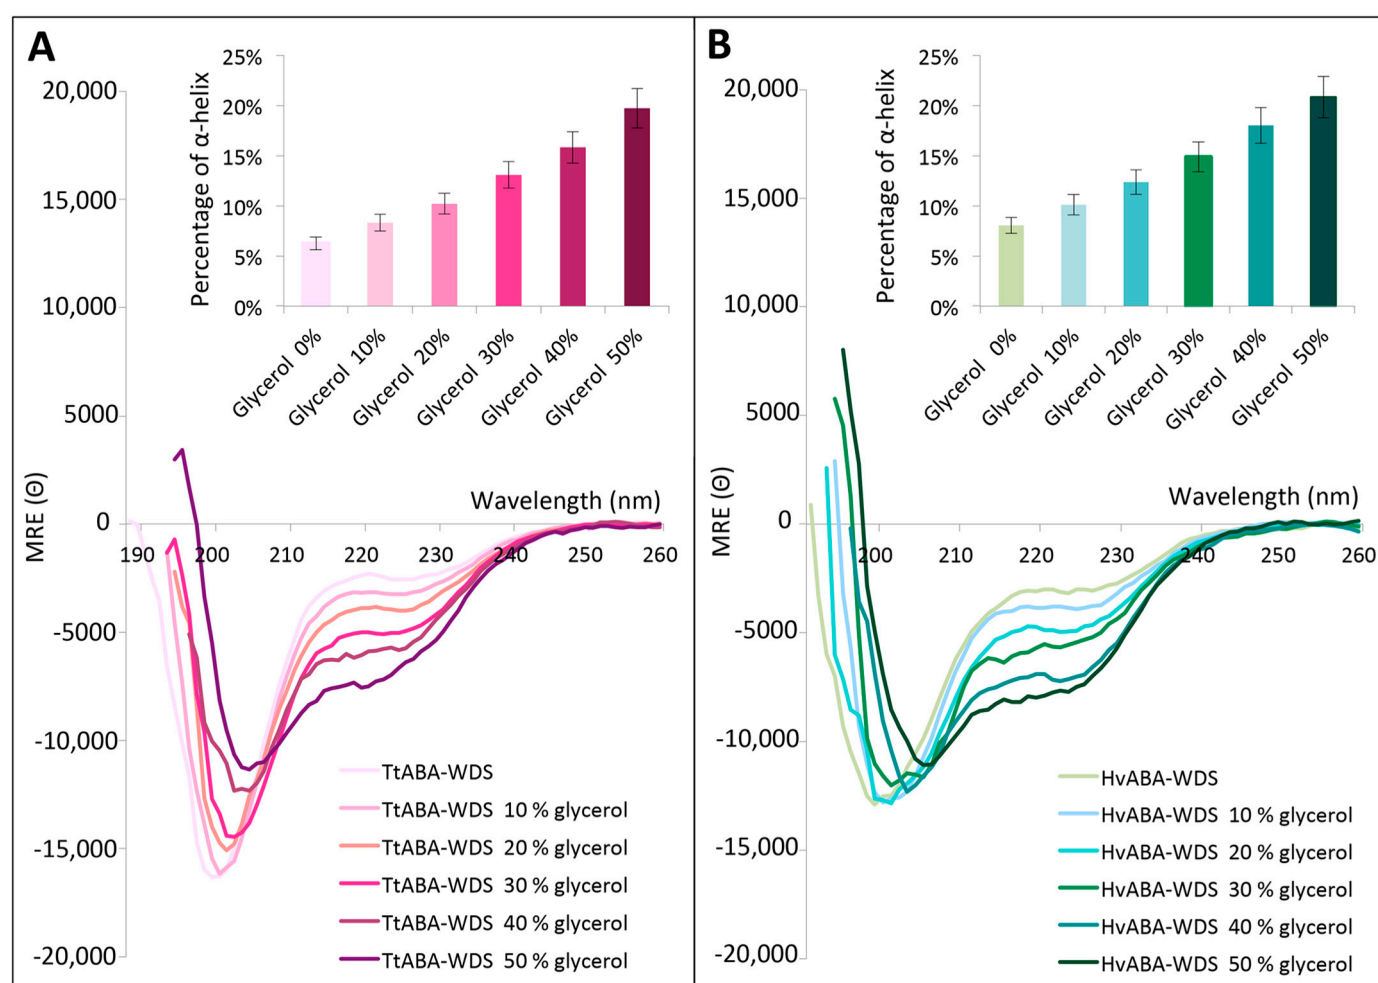 A
Percentage of α-helix
25%
20%
15%
10%
5%
0%
Glycerol 0%
Glycerol 10%
Glycerol 20%
Glycerol 30%
Glycerol 40%
Glycerol 50%
MRE (Θ)
20,000
15,000
10,000
5000
0
-5000
-10,000
-15,000
-20,000
Wavelength (nm)
190 200 210 220 230 240 250 260
TtABA-WDS
TtABA-WDS 10 % glycerol
TtABA-WDS 20 % glycerol
TtABA-WDS 30 % glycerol
TtABA-WDS 40 % glycerol
TtABA-WDS 50 % glycerol
B
Percentage of α-helix
25%
20%
15%
10%
5%
0%
Glycerol 0%
Glycerol 10%
Glycerol 20%
Glycerol 30%
Glycerol 40%
Glycerol 50%
MRE (Θ)
20,000
15,000
10,000
5000
0
-5000
-10,000
-15,000
-20,000
Wavelength (nm)
200 210 220 230 240 250 260
HvABA-WDS
HvABA-WDS 10 % glycerol
HvABA-WDS 20 % glycerol
HvABA-WDS 30 % glycerol
HvABA-WDS 40 % glycerol
HvABA-WDS 50 % glycerol